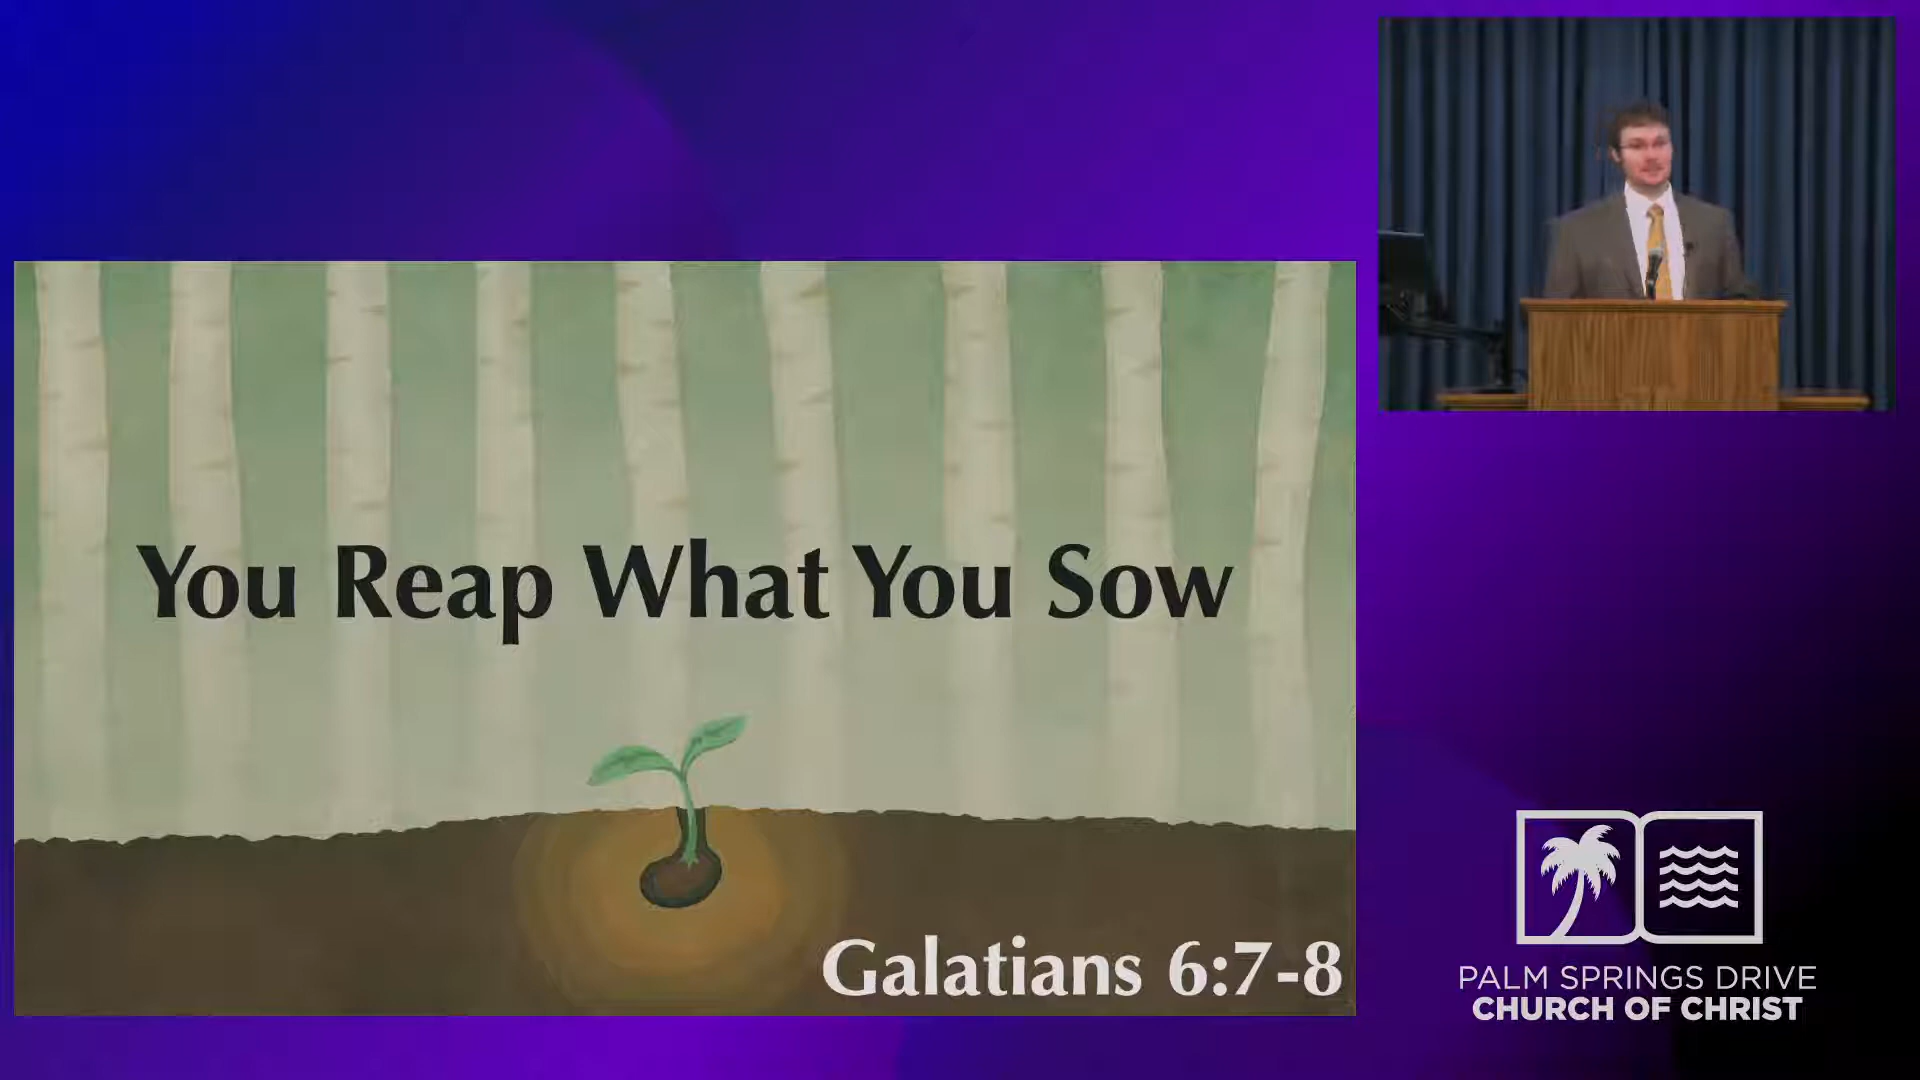 You Reap What You Sow
Galatians 6:7-8
PALM SPRINGS DRIVE
CHURCH OF CHRIST